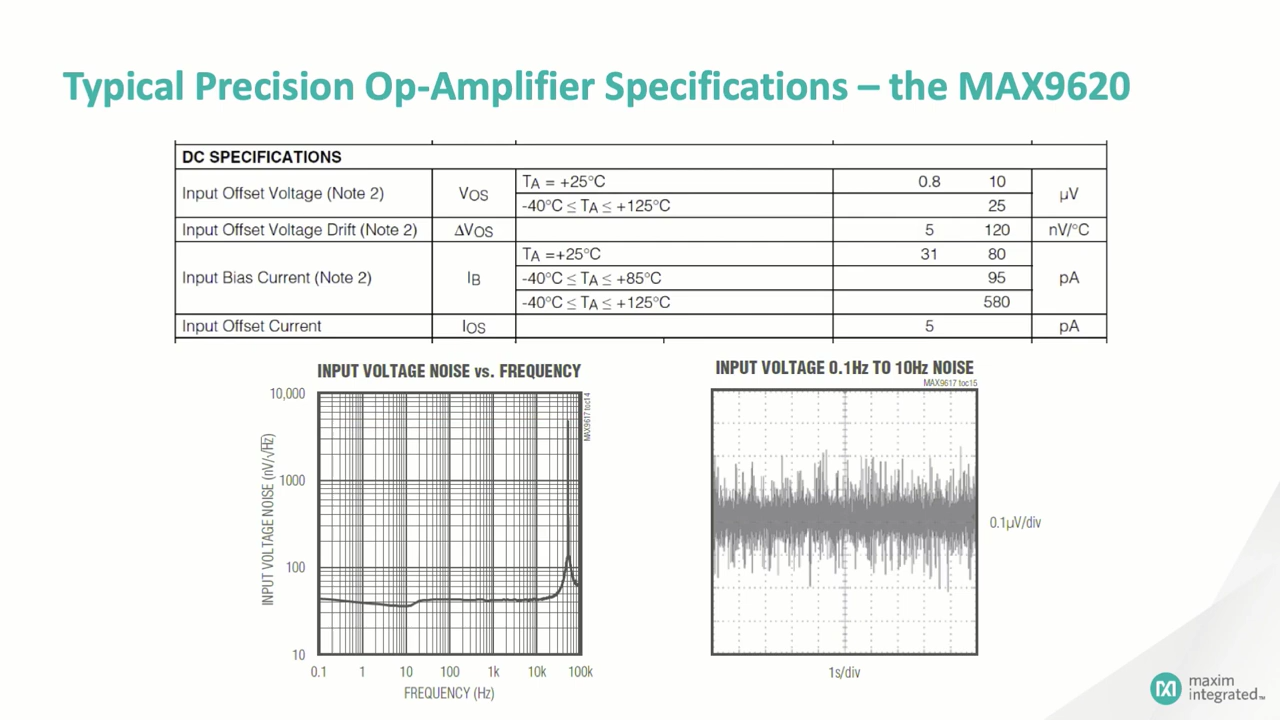 Typical Precision Op-Amplifier Specifications – the MAX9620
DC SPECIFICATIONS
Input Offset Voltage (Note 2) VOS TA = +25°C 0.8 10 µV
-40°C ≤ TA ≤ +125°C 25
Input Offset Voltage Drift (Note 2) ΔVOS 5 120 nV/°C
Input Bias Current (Note 2) IB TA =+25°C 31 80 pA
-40°C ≤ TA ≤ +85°C 95
-40°C ≤ TA ≤ +125°C 580
Input Offset Current IOS 5 pA
INPUT VOLTAGE NOISE vs. FREQUENCY
MAX9617 toc14
INPUT VOLTAGE NOISE (nV/√Hz)
10,000
1000
100
10
0.1 1 10 100 1k 10k 100k
FREQUENCY (Hz)
INPUT VOLTAGE 0.1Hz TO 10Hz NOISE
MAX9617 toc15
0.1µV/div
1s/div
maxim
integrated™